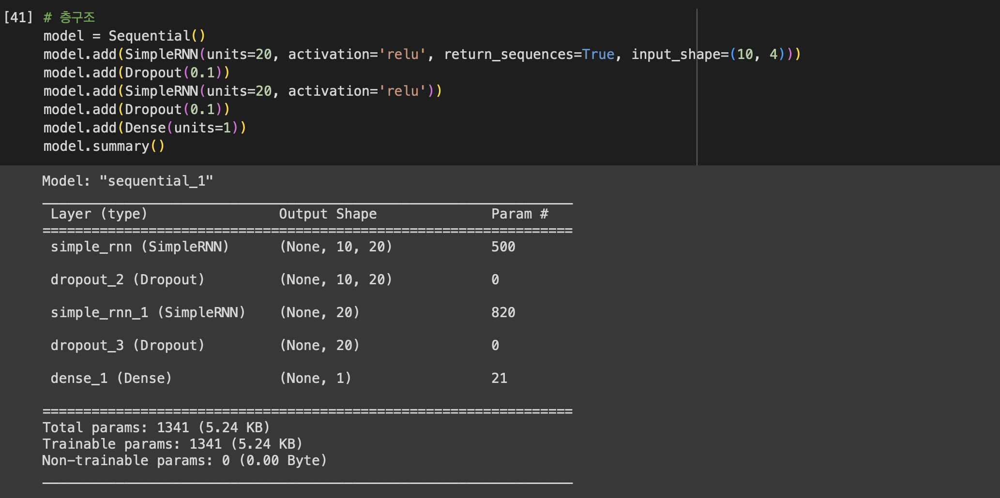 [41] # 층구조
model = Sequential()
model.add(SimpleRNN(units=20, activation='relu', return_sequences=True, input_shape=(10, 4)))
model.add(Dropout(0.1))
model.add(SimpleRNN(units=20, activation='relu'))
model.add(Dropout(0.1))
model.add(Dense(units=1))
model.summary()
Model: "sequential_1"
_________________________________________________________________
Layer (type) Output Shape Param #
=================================================================
simple_rnn (SimpleRNN) (None, 10, 20) 500
dropout_2 (Dropout) (None, 10, 20) 0
simple_rnn_1 (SimpleRNN) (None, 20) 820
dropout_3 (Dropout) (None, 20) 0
dense_1 (Dense) (None, 1) 21
=================================================================
Total params: 1341 (5.24 KB)
Trainable params: 1341 (5.24 KB)
Non-trainable params: 0 (0.00 Byte)
_________________________________________________________________